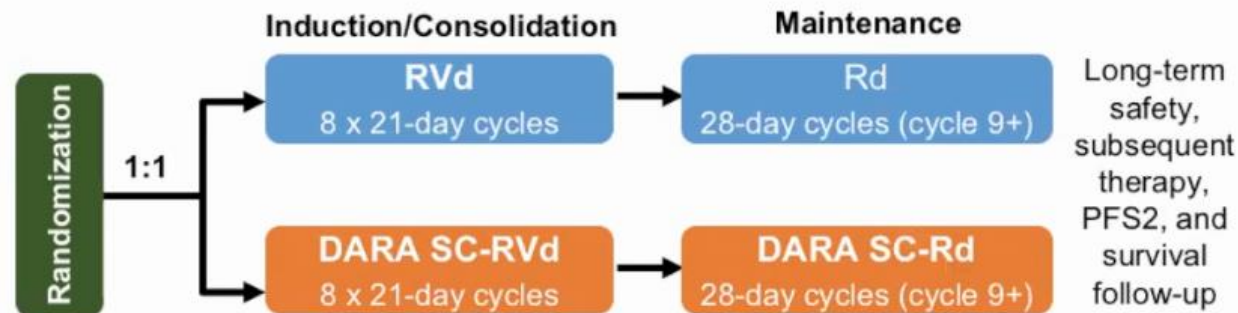 Induction/Consolidation
Maintenance
Randomization
1:1
RVd
8 x 21-day cycles
Rd
28-day cycles (cycle 9+)
DARA SC-RVd
8 x 21-day cycles
DARA SC-Rd
28-day cycles (cycle 9+)
Long-term
safety,
subsequent
therapy,
PFS2, and
survival
follow-up